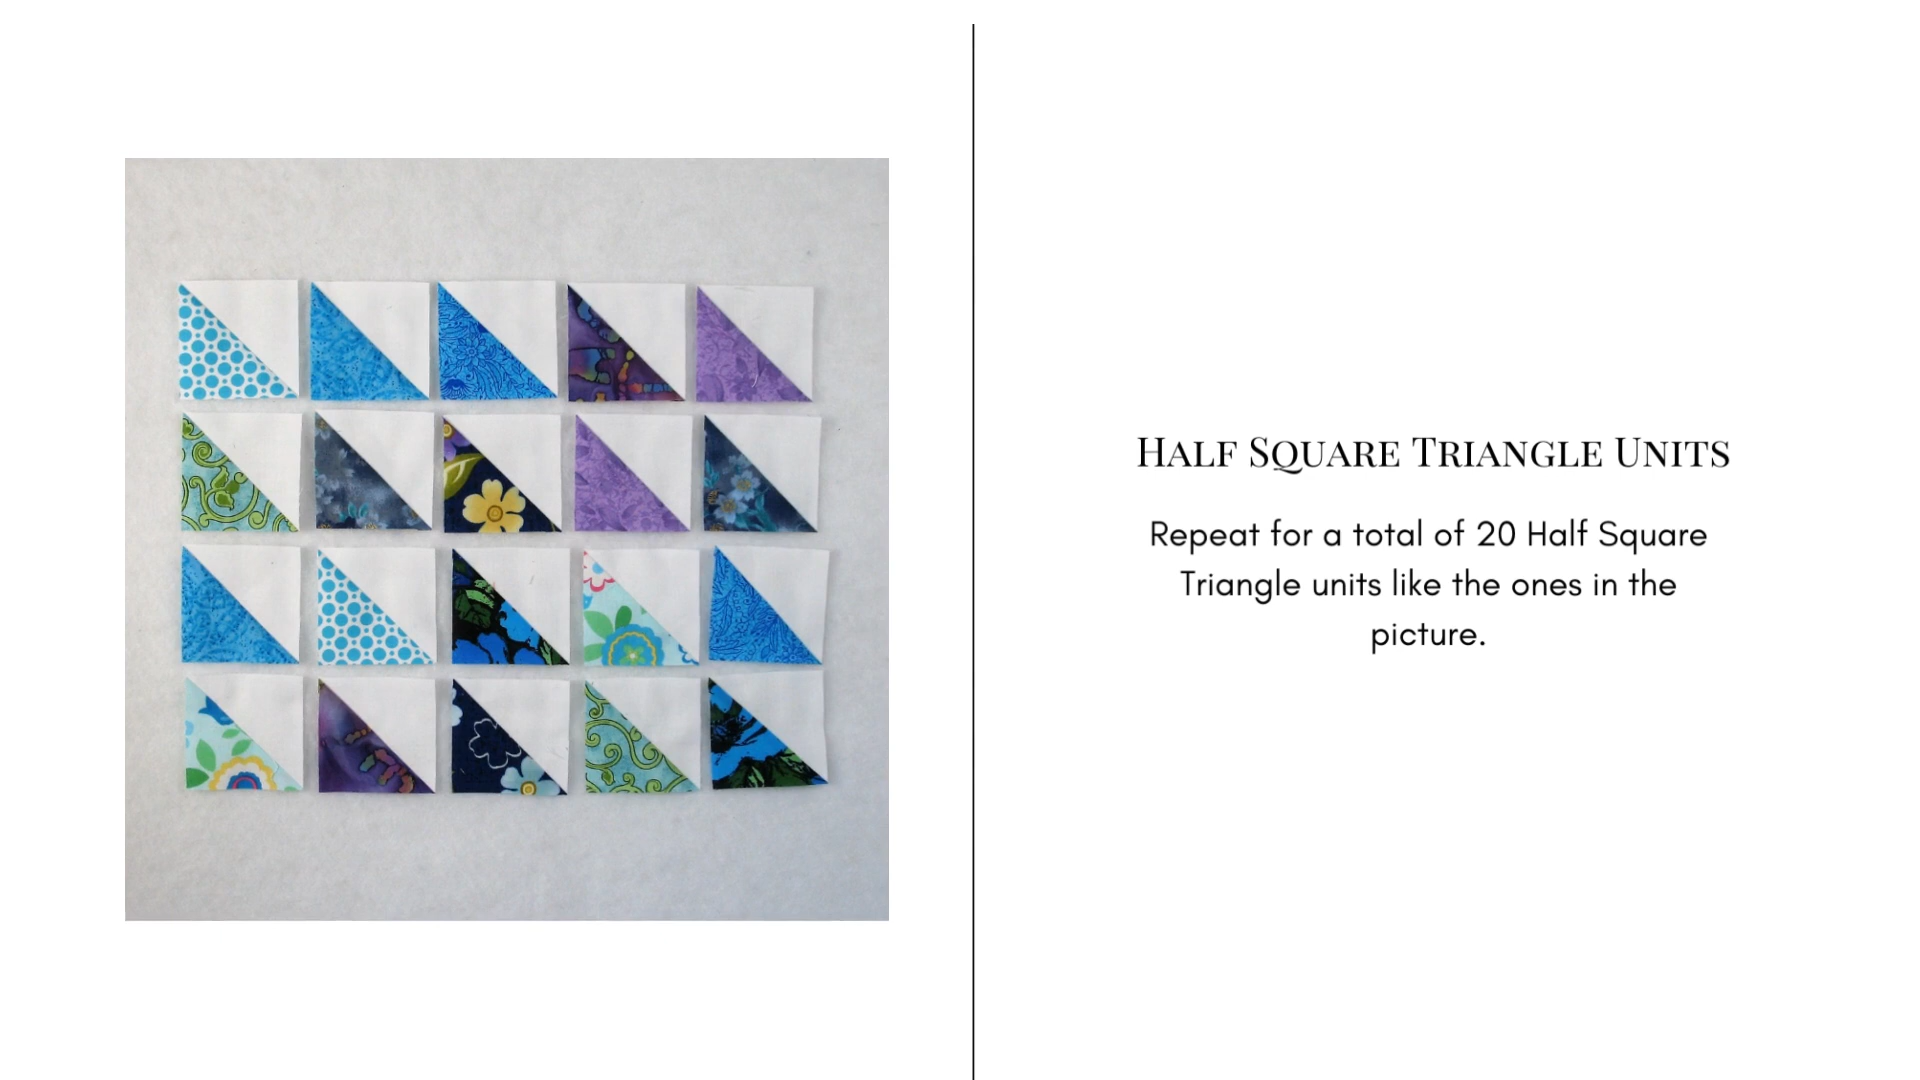 Half Square Triangle Units
Repeat for a total of 20 Half Square
Triangle units like the ones in the
picture.